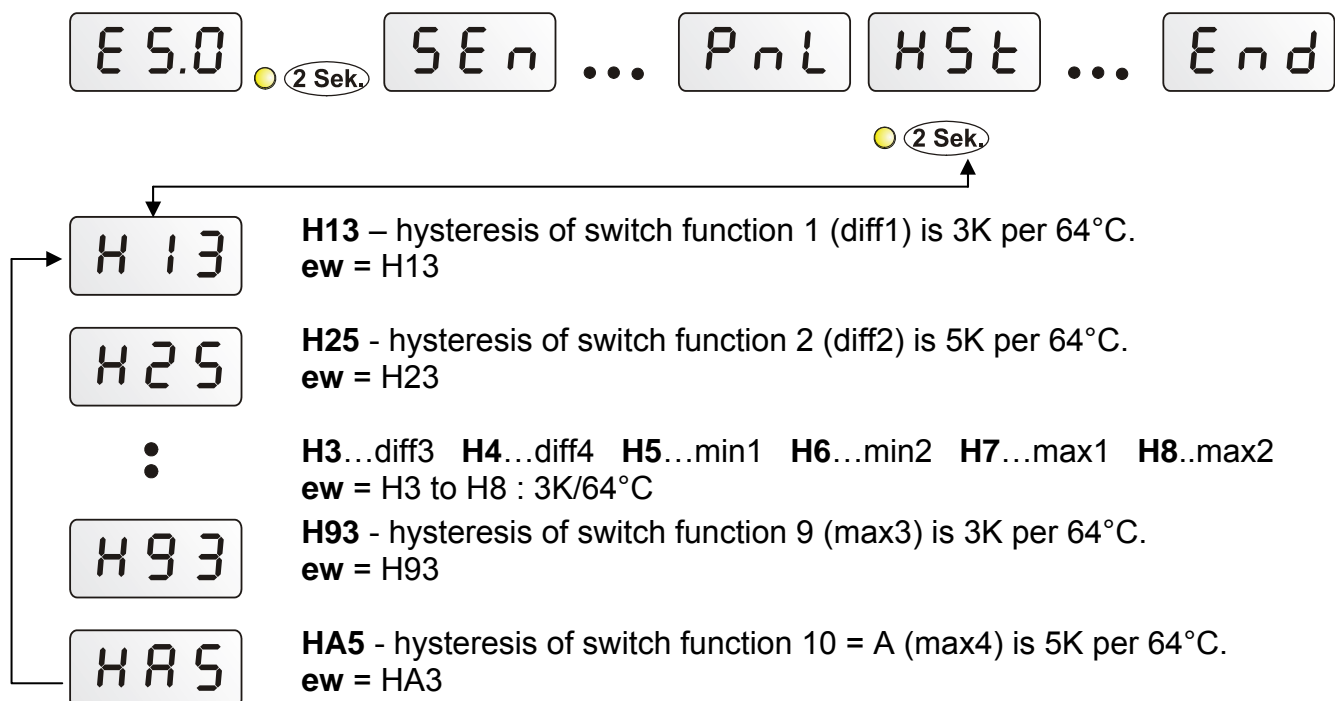 E5.0 2 Sek. SEn ... PnL HSt ... End
2 Sek.
H13
H13 – hysteresis of switch function 1 (diff1) is 3K per 64°C.
ew = H13
H25
H25 - hysteresis of switch function 2 (diff2) is 5K per 64°C.
ew = H23
H3…diff3 H4…diff4 H5…min1 H6…min2 H7…max1 H8..max2
ew = H3 to H8 : 3K/64°C
H93
H93 - hysteresis of switch function 9 (max3) is 3K per 64°C.
ew = H93
HA5
HA5 - hysteresis of switch function 10 = A (max4) is 5K per 64°C.
ew = HA3